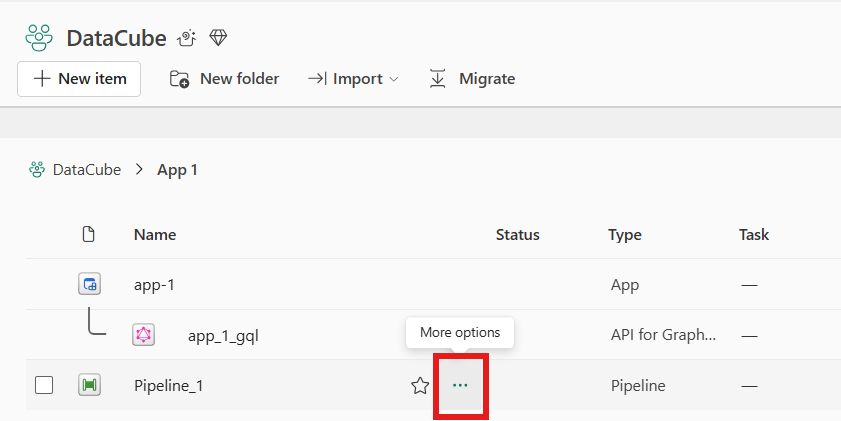 DataCube
New item New folder Import Migrate
DataCube App 1
Name Status Type Task
app-1 App —
app_1_gql API for Graph... —
More options
Pipeline_1 ... Pipeline —